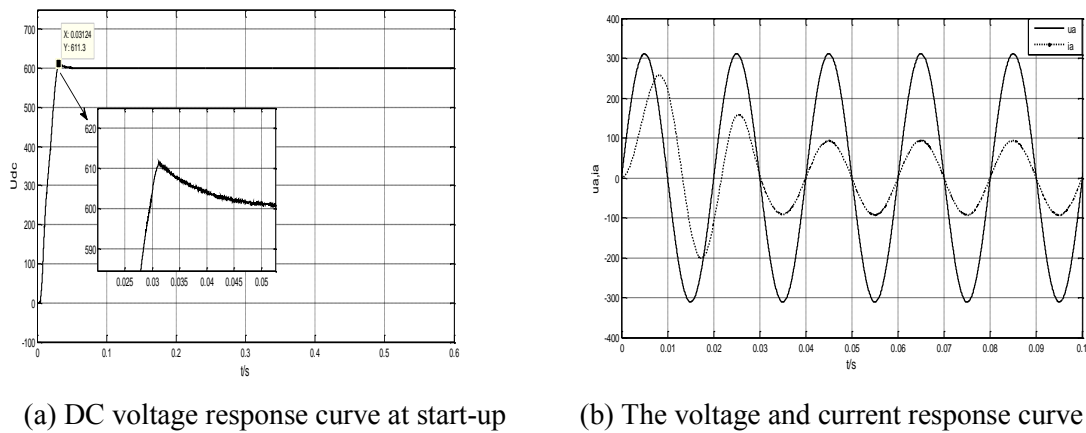 700
600
500
400
300
200
100
0
-100
Udc
X: 0.03124
Y: 611.3
620
610
600
590
0.025 0.03 0.035 0.04 0.045 0.05
0 0.1 0.2 0.3 0.4 0.5 0.6
t/s
400
300
200
100
0
-100
-200
-300
-400
ua,ia
ua
ia
0 0.01 0.02 0.03 0.04 0.05 0.06 0.07 0.08 0.09 0.1
t/s
(a) DC voltage response curve at start-up
(b) The voltage and current response curve